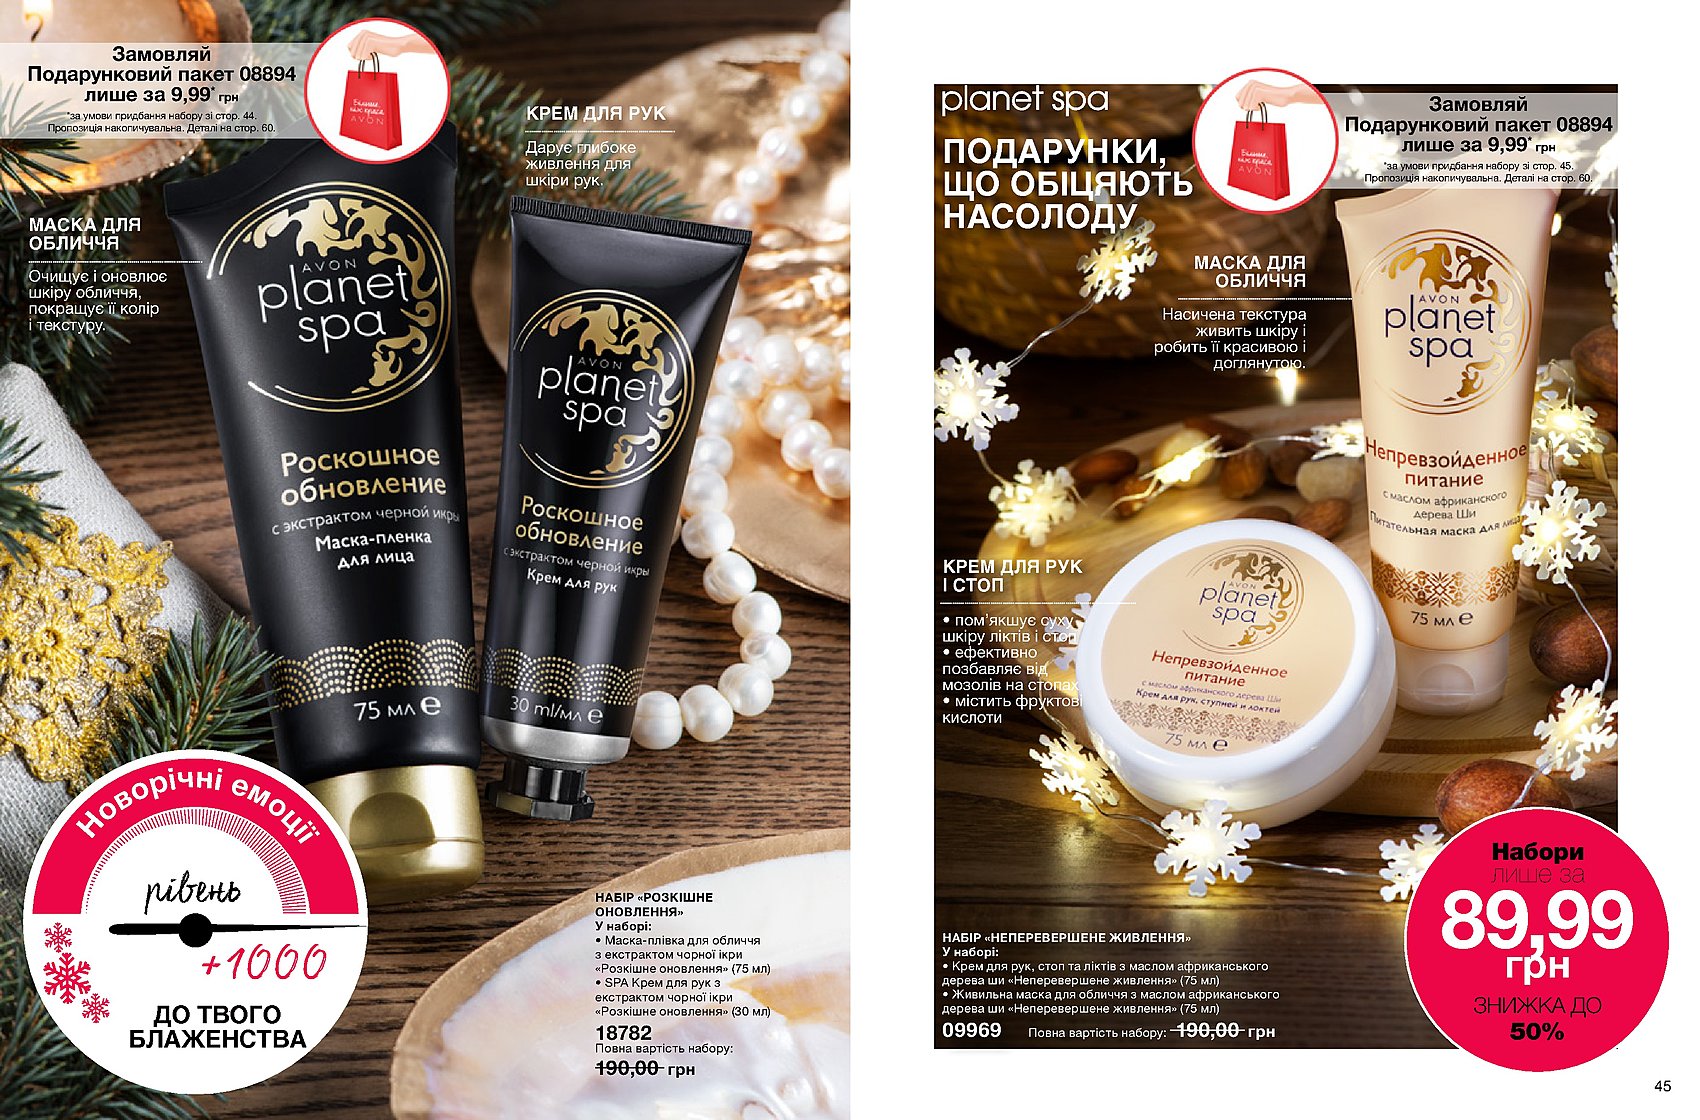 Замовляй
Подарунковий пакет 08894
лише за 9,99* грн
*за умови придбання набору зі стор. 44.
Пропозиція накопичувальна. Деталі на стор. 60.
Більше,
ніж краса
AVON
КРЕМ ДЛЯ РУК
Дарує глибоке
живлення для
шкіри рук.
МАСКА ДЛЯ
ОБЛИЧЧЯ
Очищує і оновлює
шкіру обличчя,
покращує її колір
і текстуру.
AVON
planet
spa
Роскошное
обновление
с экстрактом черной икры
Маска-пленка
для лица
75 мл e
AVON
planet
spa
Роскошное
обновление
с экстрактом черной икры
Крем для рук
30 ml/мл e
Новорічні емоції
рівень
+1000
ДО ТВОГО
БЛАЖЕНСТВА
НАБІР «РОЗКІШНЕ
ОНОВЛЕННЯ»
У наборі:
• Маска-плівка для обличчя
з екстрактом чорної ікри
«Розкішне оновлення» (75 мл)
• SPA Крем для рук з
екстрактом чорної ікри
«Розкішне оновлення» (30 мл)
18782
Повна вартість набору:
190,00 грн
planet spa
ПОДАРУНКИ,
ЩО ОБІЦЯЮТЬ
НАСОЛОДУ
Більше,
ніж краса
AVON
Замовляй
Подарунковий пакет 08894
лише за 9,99* грн
*за умови придбання набору зі стор. 45.
Пропозиція накопичувальна. Деталі на стор. 60.
МАСКА ДЛЯ
ОБЛИЧЧЯ
Насичена текстура
живить шкіру і
робить її красивою і
доглянутою.
AVON
planet
spa
Непревзойденное
питание
с маслом африканского
дерева Ши
Питательная маска для лица
75 мл e
КРЕМ ДЛЯ РУК
І СТОП
• пом’якшує суху
шкіру ліктів і стоп
• ефективно
позбавляє від
мозолів на стопах
• містить фруктові
кислоти
AVON
planet
spa
Непревзойденное
питание
с маслом африканского дерева Ши
Крем для рук, ступней и локтей
75 мл e
НАБІР «НЕПЕРЕВЕРШЕНЕ ЖИВЛЕННЯ»
У наборі:
• Крем для рук, стоп та ліктів з маслом африканського
дерева ши «Неперевершене живлення» (75 мл)
• Живильна маска для обличчя з маслом африканського
дерева ши «Неперевершене живлення» (75 мл)
09969 Повна вартість набору: 190,00 грн
Набори
лише за
89,99
грн
ЗНИЖКА ДО
50%
45